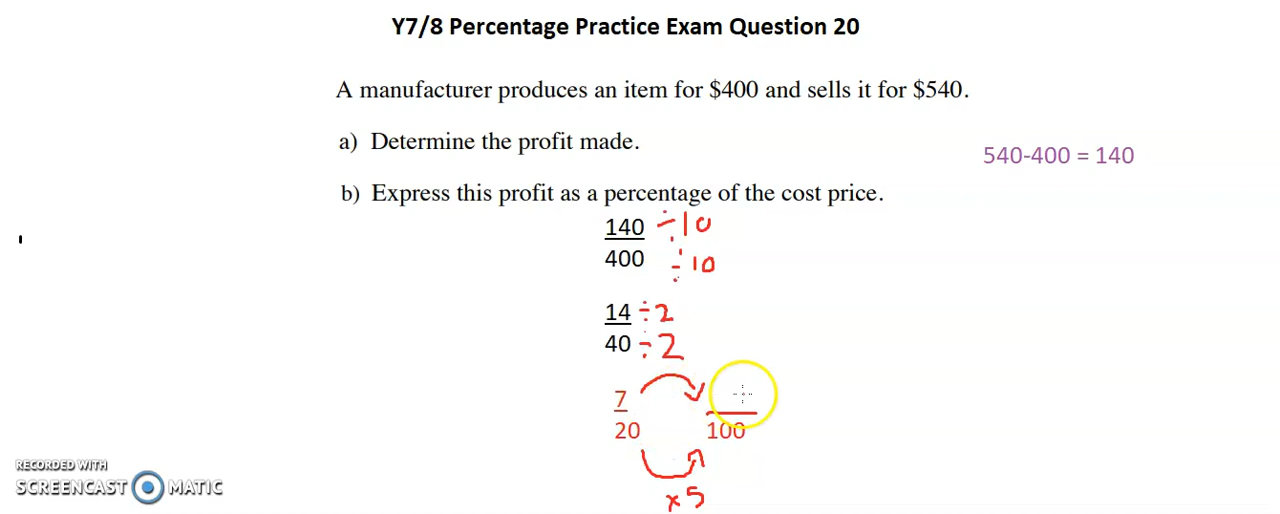 Y7/8 Percentage Practice Exam Question 20
A manufacturer produces an item for $400 and sells it for $540.
a) Determine the profit made.
540-400 = 140
b) Express this profit as a percentage of the cost price.
140 ÷10
400 ÷10
14 ÷2
40 ÷2
7
20 100
x5
RECORDED WITH
SCREENCAST MATIC